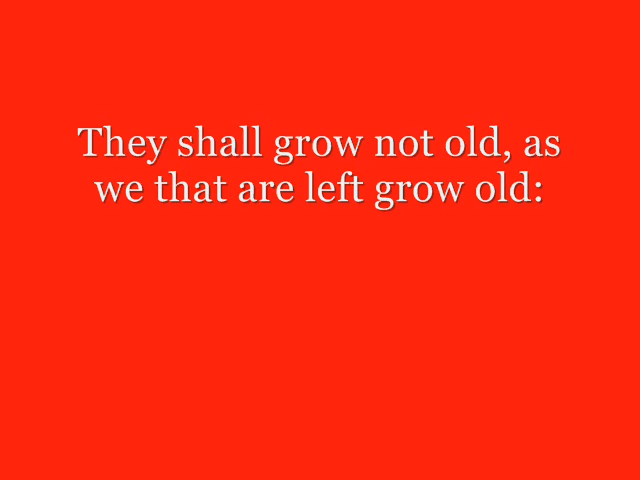 They shall grow not old, as
we that are left grow old: